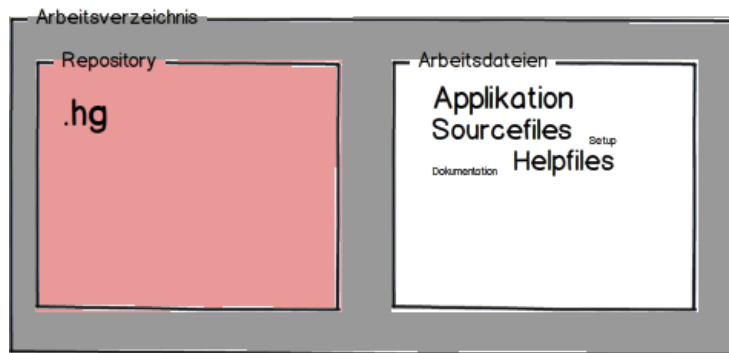 Arbeitsverzeichnis
Repository
.hg
Arbeitsdateien
Applikation
Sourcefiles Setup
Dokumentation Helpfiles